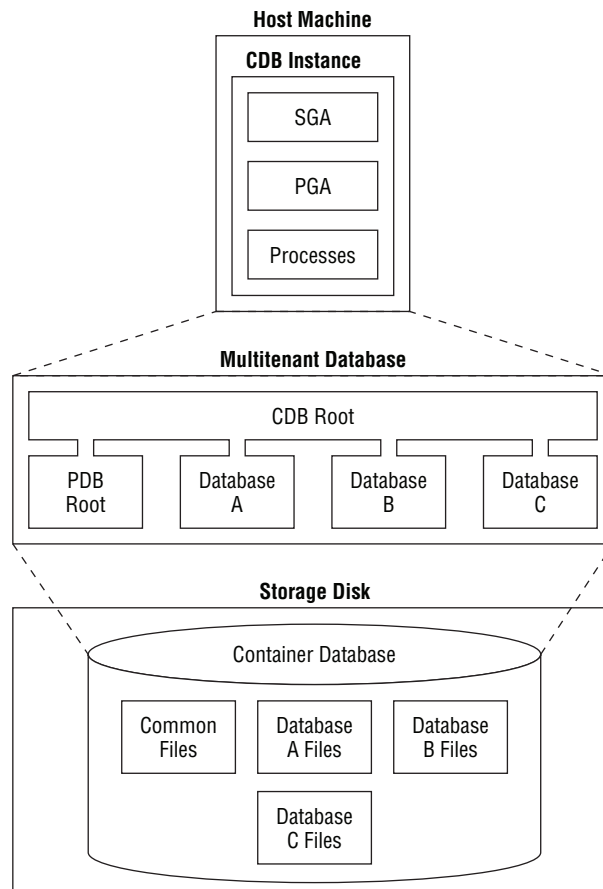 Host Machine
CDB Instance
SGA
PGA
Processes
Multitenant Database
CDB Root
PDB
Root
Database
A
Database
B
Database
C
Storage Disk
Container Database
Common
Files
Database
A Files
Database
B Files
Database
C Files